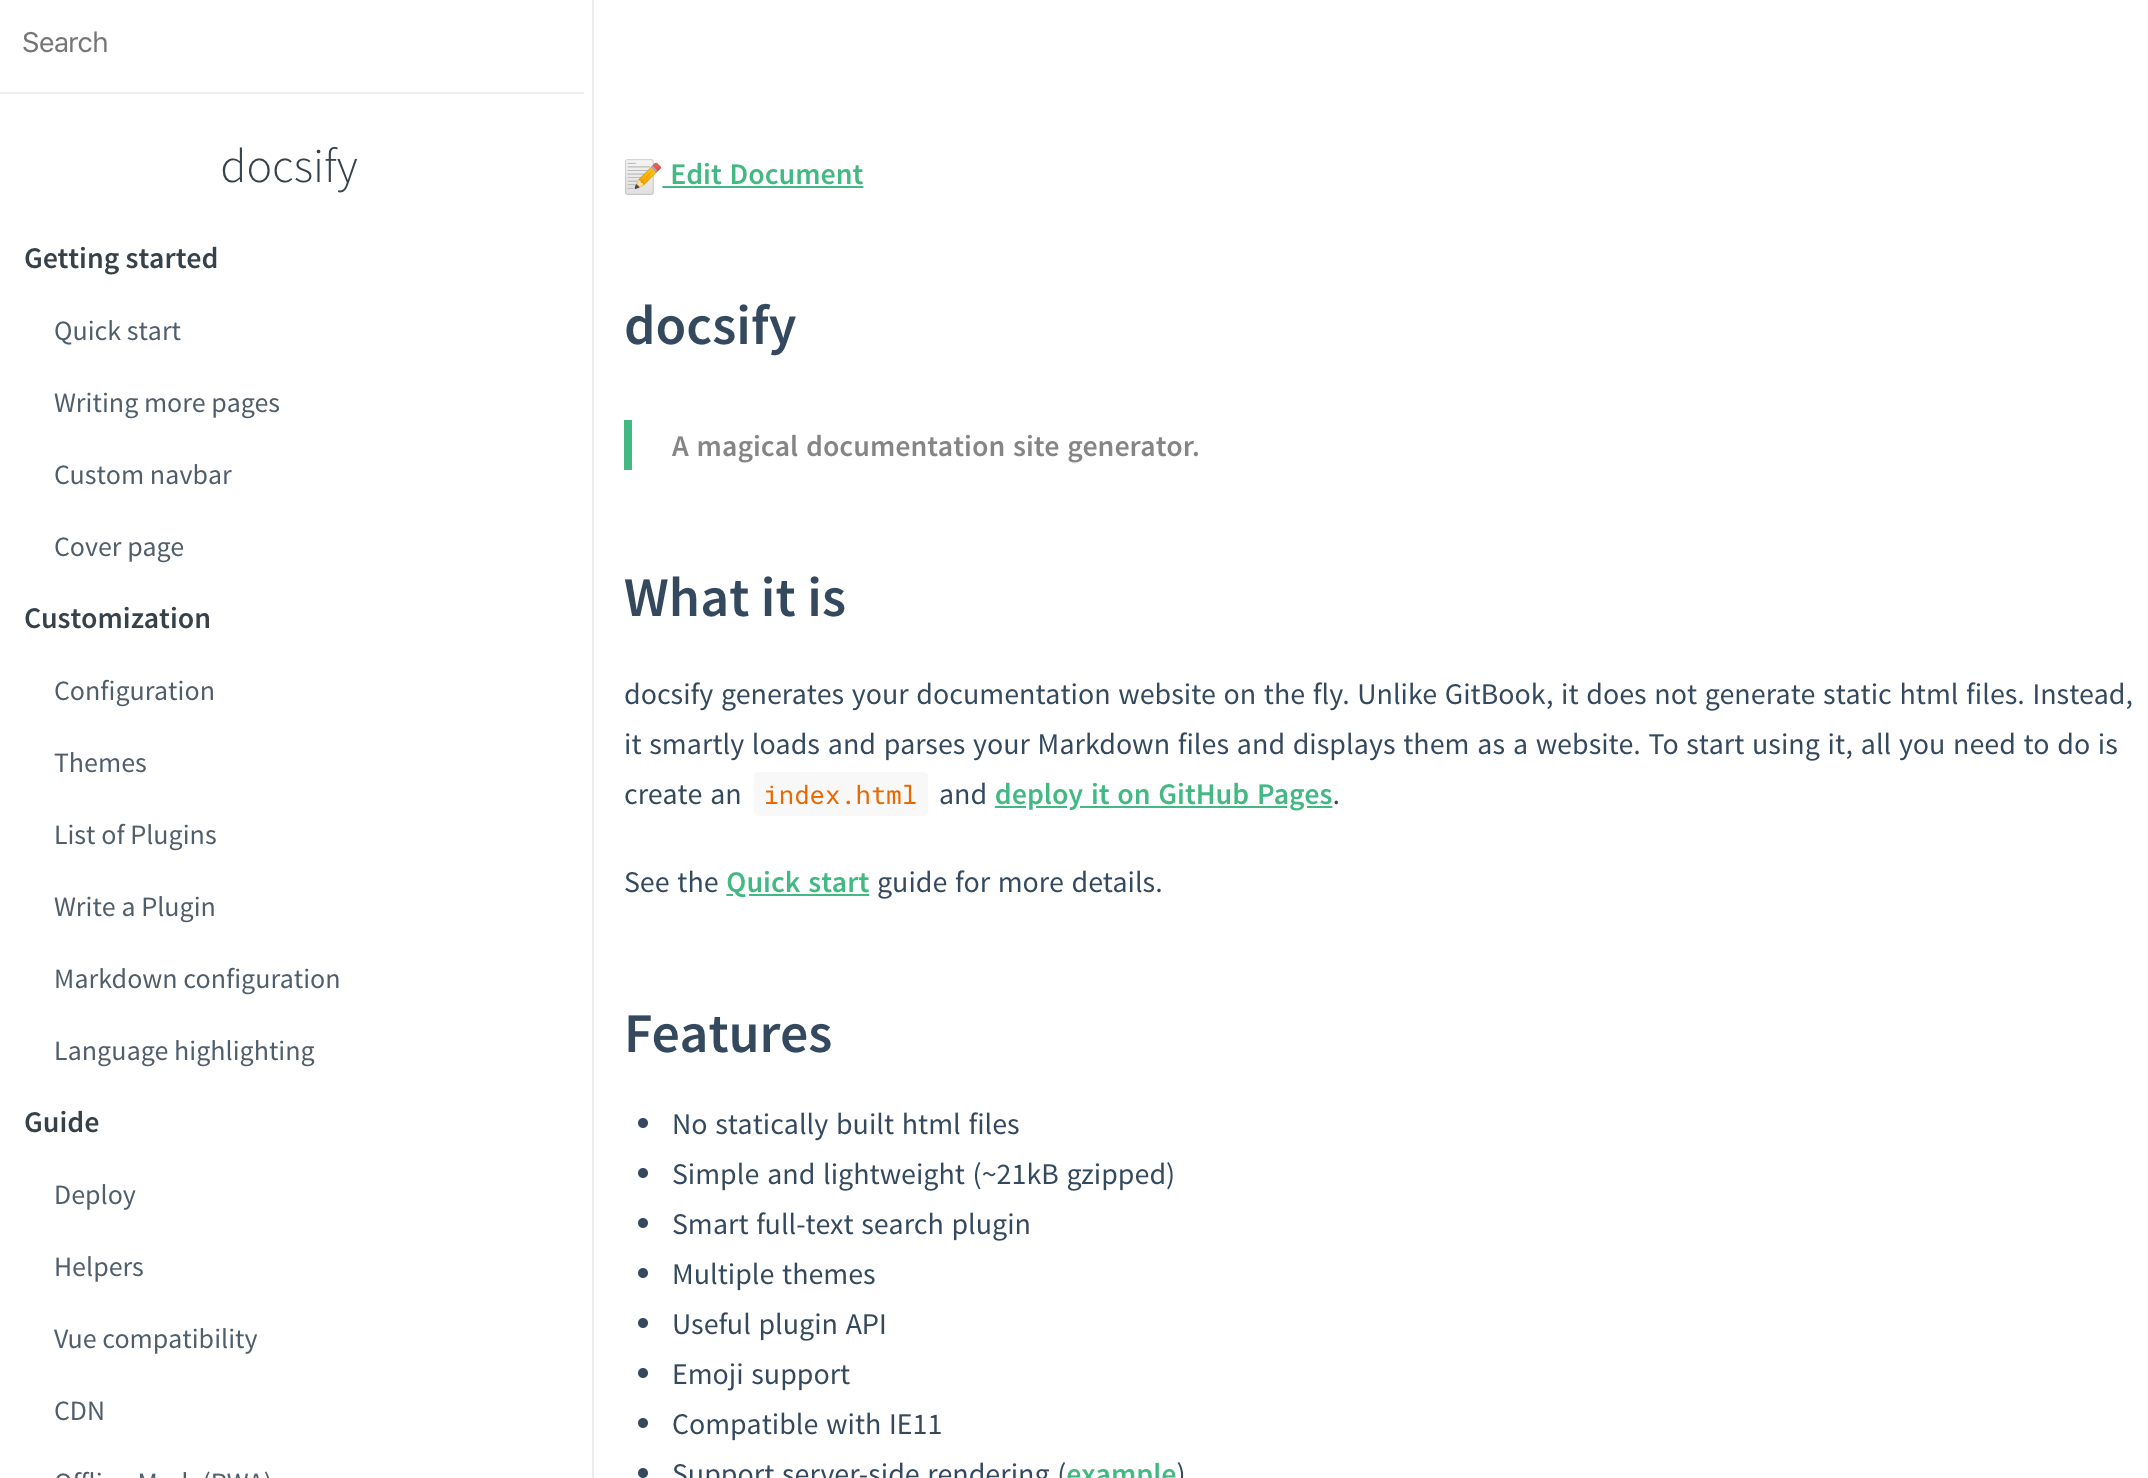 Search
docsify
Getting started
Quick start
Writing more pages
Custom navbar
Cover page
Customization
Configuration
Themes
List of Plugins
Write a Plugin
Markdown configuration
Language highlighting
Guide
Deploy
Helpers
Vue compatibility
CDN
Offline Mode (PWA)
Edit Document
docsify
A magical documentation site generator.
What it is
docsify generates your documentation website on the fly. Unlike GitBook, it does not generate static html files. Instead,
it smartly loads and parses your Markdown files and displays them as a website. To start using it, all you need to do is
create an index.html and deploy it on GitHub Pages.
See the Quick start guide for more details.
Features
• No statically built html files
• Simple and lightweight (~21kB gzipped)
• Smart full-text search plugin
• Multiple themes
• Useful plugin API
• Emoji support
• Compatible with IE11
• Support server-side rendering (example)